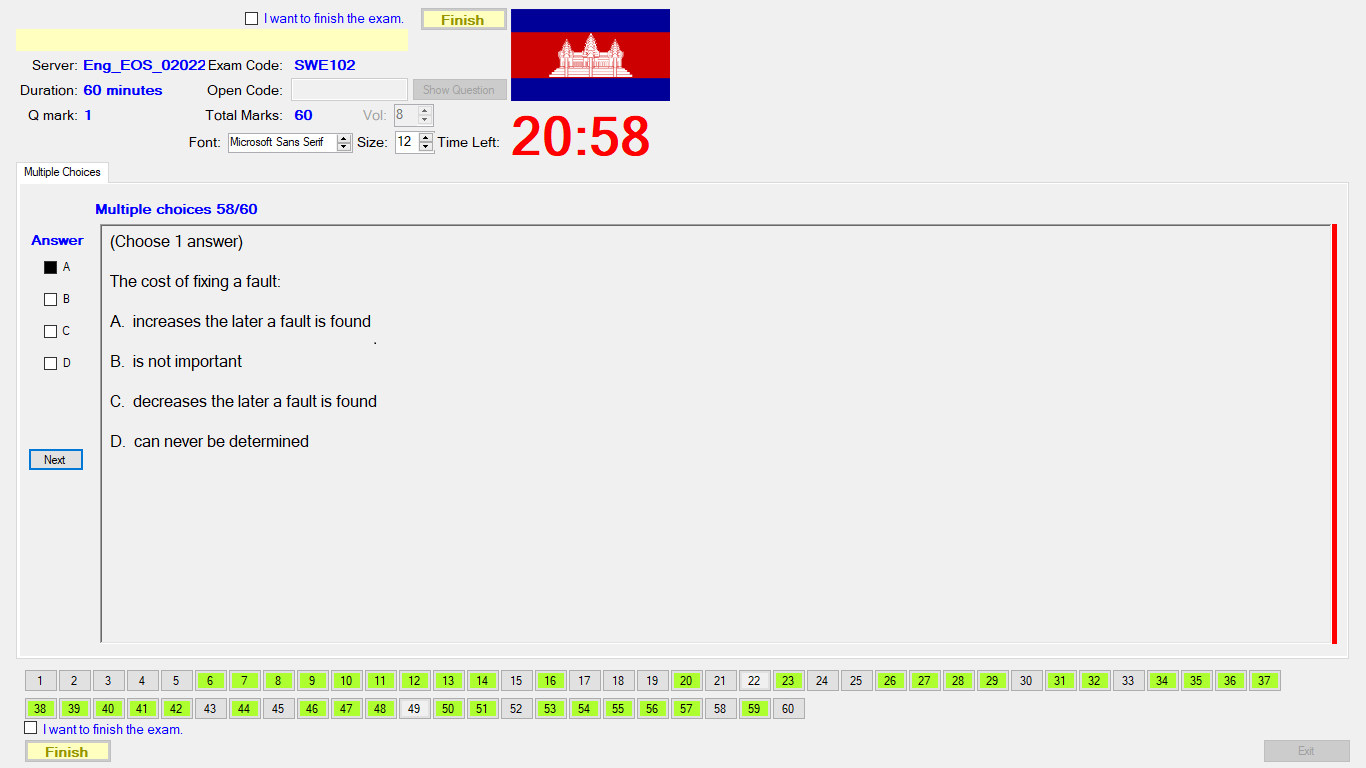 I want to finish the exam.
Finish
Server: Eng_EOS_02022 Exam Code: SWE102
Duration: 60 minutes Open Code: Show Question
Q mark: 1 Total Marks: 60 Vol: 8
Font: Microsoft Sans Serif Size: 12 Time Left: 20:58
Multiple Choices
Multiple choices 58/60
Answer
A
B
C
D
Next
(Choose 1 answer)
The cost of fixing a fault:
A. increases the later a fault is found
.
B. is not important
C. decreases the later a fault is found
D. can never be determined
1 2 3 4 5 6 7 8 9 10 11 12 13 14 15 16 17 18 19 20 21 22 23 24 25 26 27 28 29 30 31 32 33 34 35 36 37
38 39 40 41 42 43 44 45 46 47 48 49 50 51 52 53 54 55 56 57 58 59 60
I want to finish the exam.
Finish
Exit